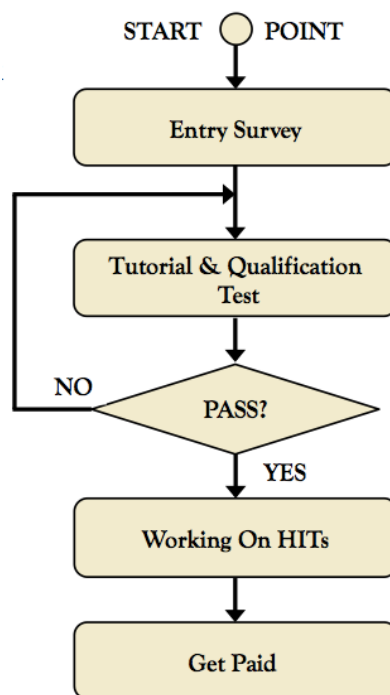 START POINT
Entry Survey
Tutorial & Qualification
Test
NO
PASS?
YES
Working On HITs
Get Paid